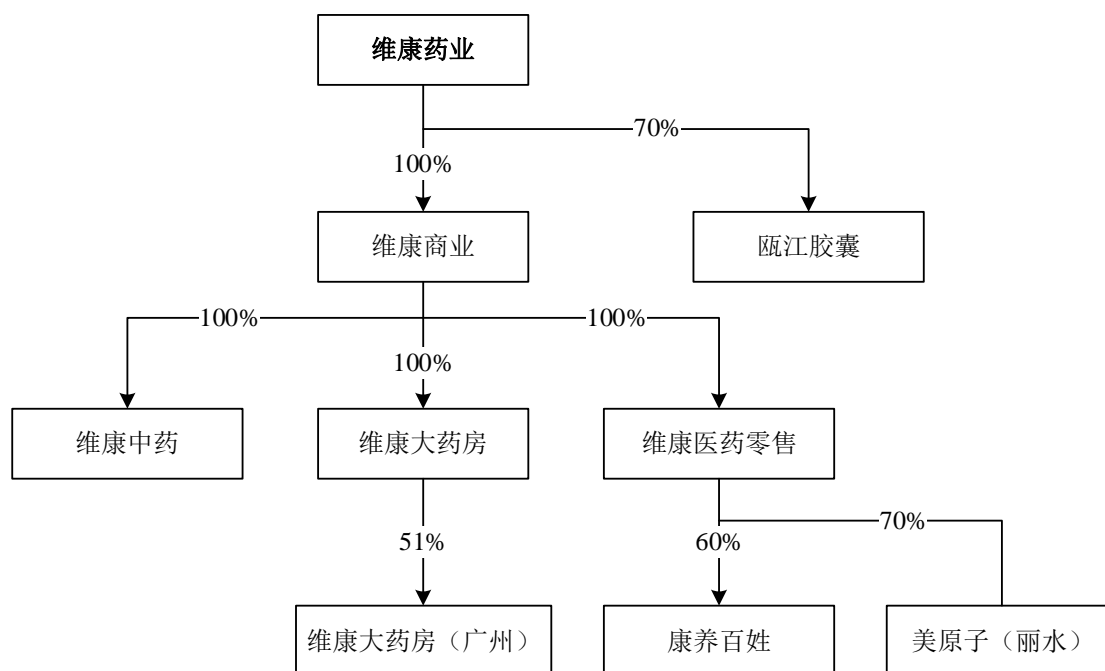 维康药业
70%
100%
维康商业
瓯江胶囊
100%
100%
100%
维康中药
维康大药房
维康医药零售
70%
51%
60%
维康大药房（广州）
康养百姓
美原子（丽水）